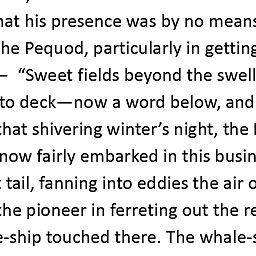 hat his presence was by no means
he Pequod, particularly in getting
– “Sweet fields beyond the swell
to deck—now a word below, and
that shivering winter’s night, the
now fairly embarked in this busin
tail, fanning into eddies the air o
the pioneer in ferreting out the re
e-ship touched there. The whale-s